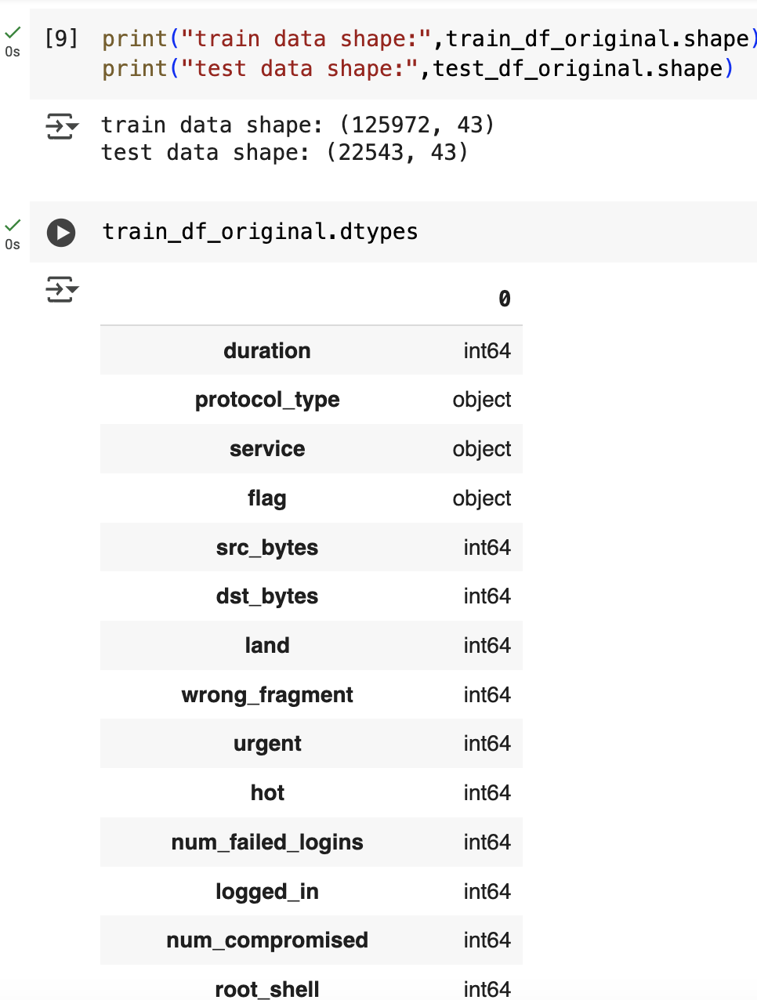 [9] print("train data shape:",train_df_original.shape)
0s print("test data shape:",test_df_original.shape)
train data shape: (125972, 43)
test data shape: (22543, 43)
train_df_original.dtypes
0s
0
duration int64
protocol_type object
service object
flag object
src_bytes int64
dst_bytes int64
land int64
wrong_fragment int64
urgent int64
hot int64
num_failed_logins int64
logged_in int64
num_compromised int64
root_shell int64